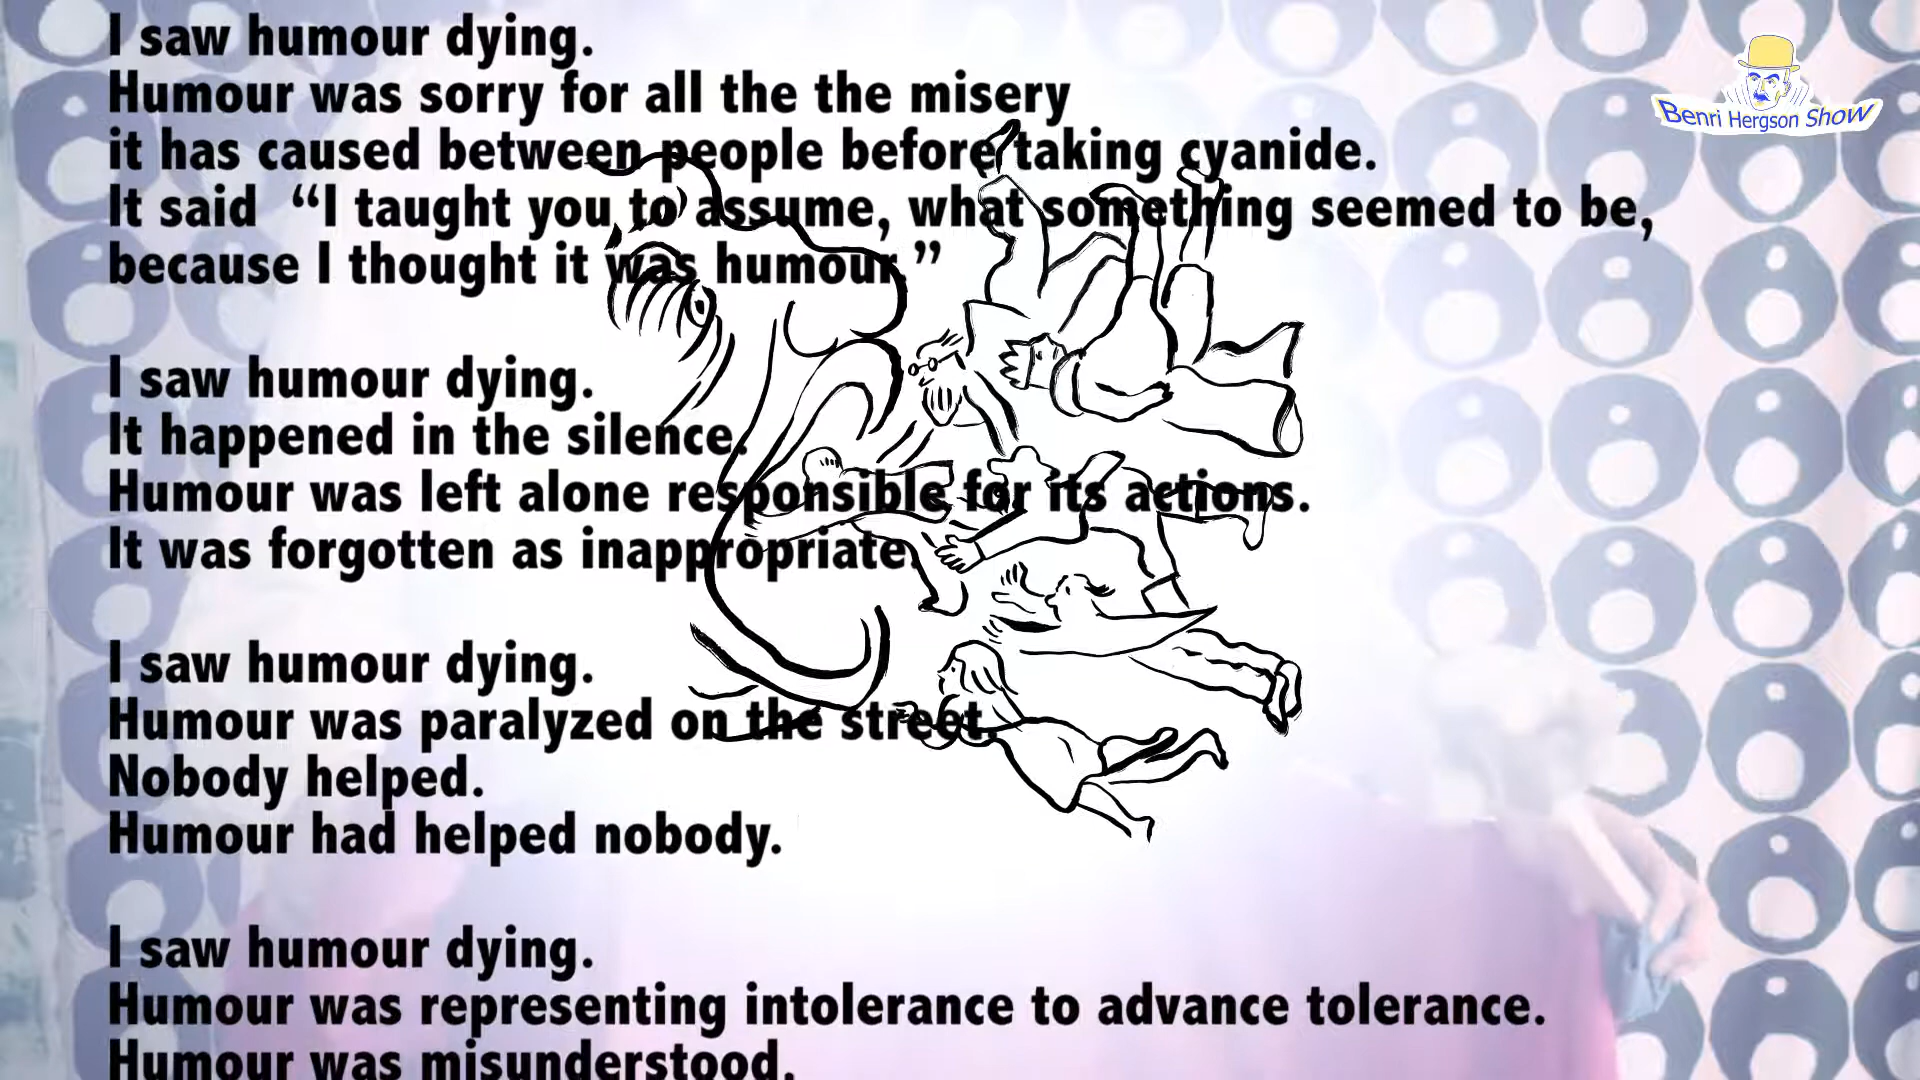 I saw humour dying.
Humour was sorry for all the the misery
it has caused between people before taking cyanide.
It said “I taught you to assume, what something seemed to be,
because I thought it was humour.”
I saw humour dying.
It happened in the silence.
Humour was left alone responsible for its actions.
It was forgotten as inappropriate.
I saw humour dying.
Humour was paralyzed on the street.
Nobody helped.
Humour had helped nobody.
I saw humour dying.
Humour was representing intolerance to advance tolerance.
Humour was misunderstood.
Benri Hergson Show